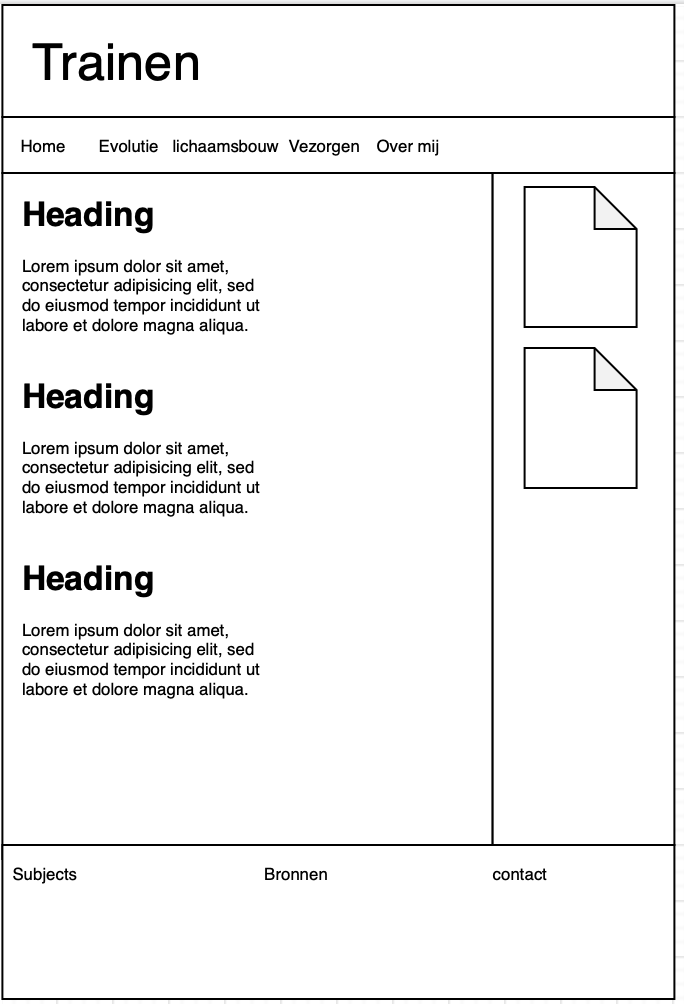 Trainen
Home Evolutie lichaamsbouw Vezorgen Over mij
Heading
Lorem ipsum dolor sit amet,
consectetur adipisicing elit, sed
do eiusmod tempor incididunt ut
labore et dolore magna aliqua.
Heading
Lorem ipsum dolor sit amet,
consectetur adipisicing elit, sed
do eiusmod tempor incididunt ut
labore et dolore magna aliqua.
Heading
Lorem ipsum dolor sit amet,
consectetur adipisicing elit, sed
do eiusmod tempor incididunt ut
labore et dolore magna aliqua.
Subjects Bronnen contact